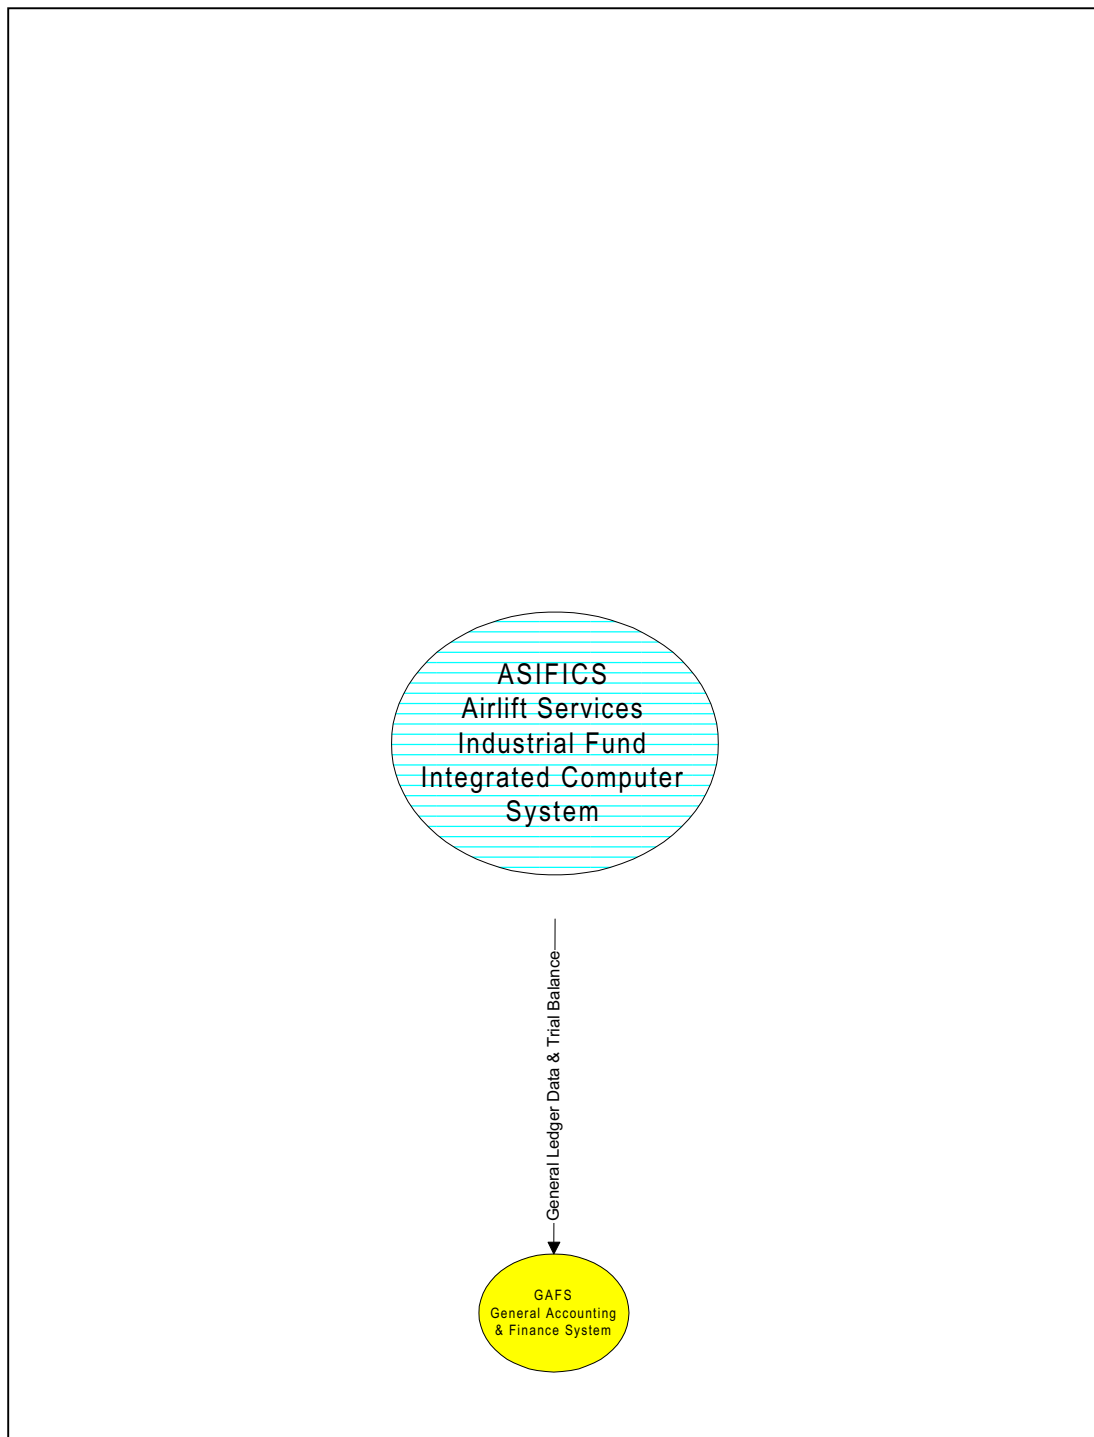 ASIFICS
Airlift Services
Industrial Fund
Integrated Computer
System
General Ledger Data & Trial Balance
GAFS
General Accounting
& Finance System